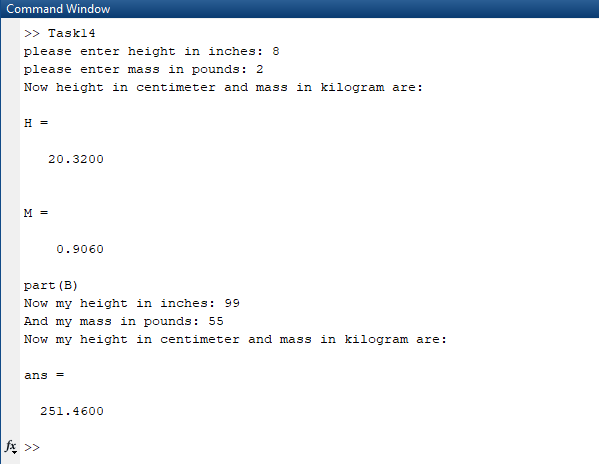 Command Window
>> Task14
please enter height in inches: 8
please enter mass in pounds: 2
Now height in centimeter and mass in kilogram are:
H =
20.3200
M =
0.9060
part(B)
Now my height in inches: 99
And my mass in pounds: 55
Now my height in centimeter and mass in kilogram are:
ans =
251.4600
fx >>